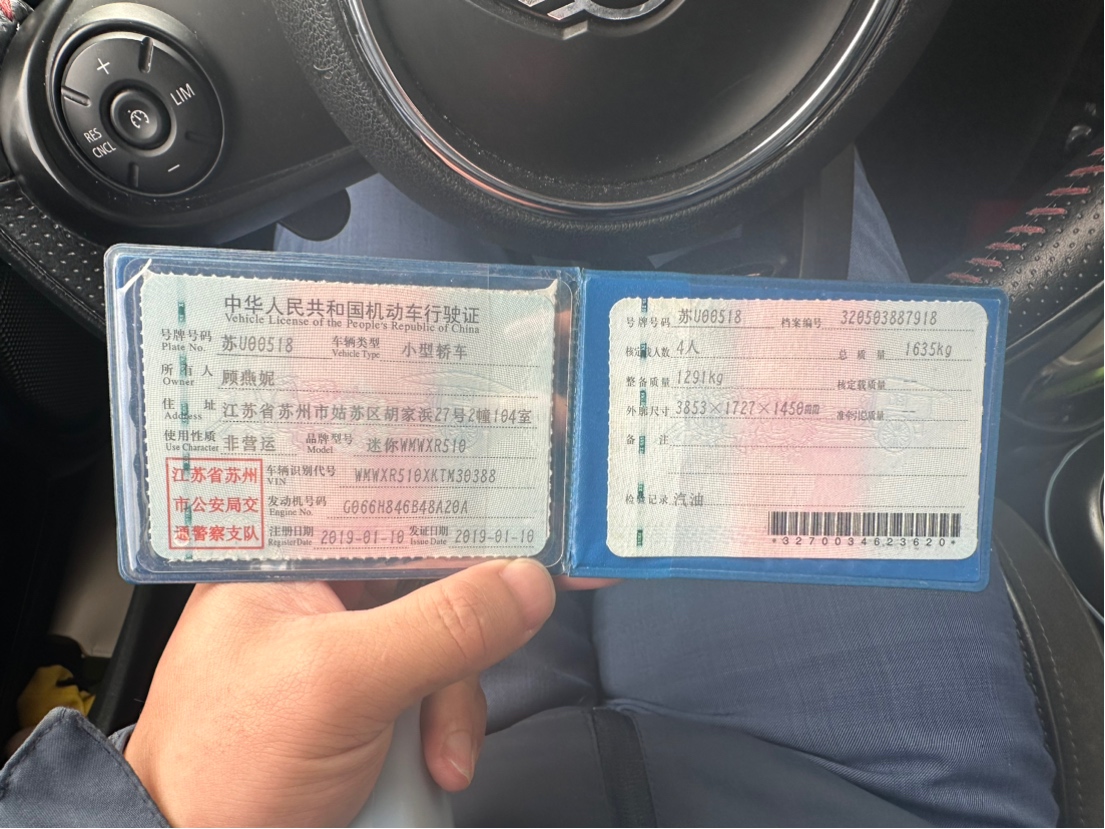 +
LIM
RES
CNCL
-
中华人民共和国机动车行驶证
Vehicle License of the People's Republic of China
号牌号码 苏U00518 车辆类型 小型轿车
Plate No. Vehicle Type
所有人 顾燕妮
Owner
住址 江苏省苏州市姑苏区胡家浜27号2幢104室
Address
使用性质 非营运 品牌型号 迷你WMWXR510
Use Character Model
江苏省苏州
市公安局交
通警察支队
车辆识别代号 WMWXR510XKTM30388
VIN
发动机号码 G066H846B48A20A
Engine No.
注册日期 2019-01-10 发证日期 2019-01-10
Register Date Issue Date
号牌号码 苏U00518 档案编号 320503887918
核定载人数 4人 总质量 1635kg
整备质量 1291kg 核定载质量
外廓尺寸 3853×1727×1450mm 准牵引总质量 --
备注
检验记录 汽油
*3270034623620*